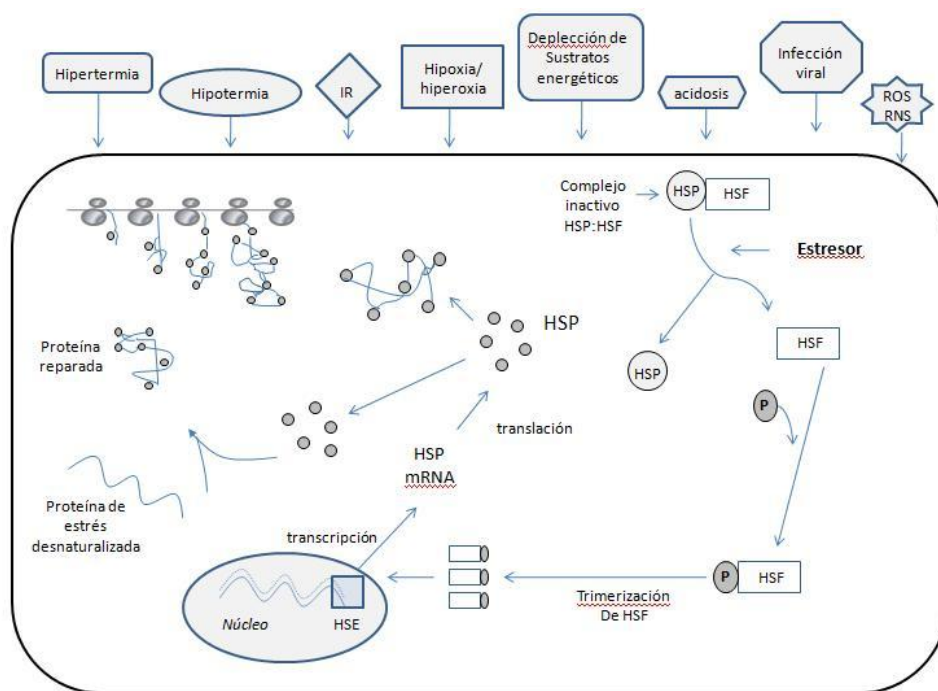 Hipertermia
Hipotermia
IR
Hipoxia/
hiperoxia
Deplección de
Sustratos
energéticos
acidosis
Infección
viral
ROS
RNS
Complejo
inactivo
HSP:HSF
HSP
HSF
Estresor
HSP
HSP
HSF
Proteína
reparada
P
translación
HSP
mRNA
Proteína de
estrés
desnaturalizada
transcripción
P
HSF
Trimerización
De HSF
Núcleo
HSE